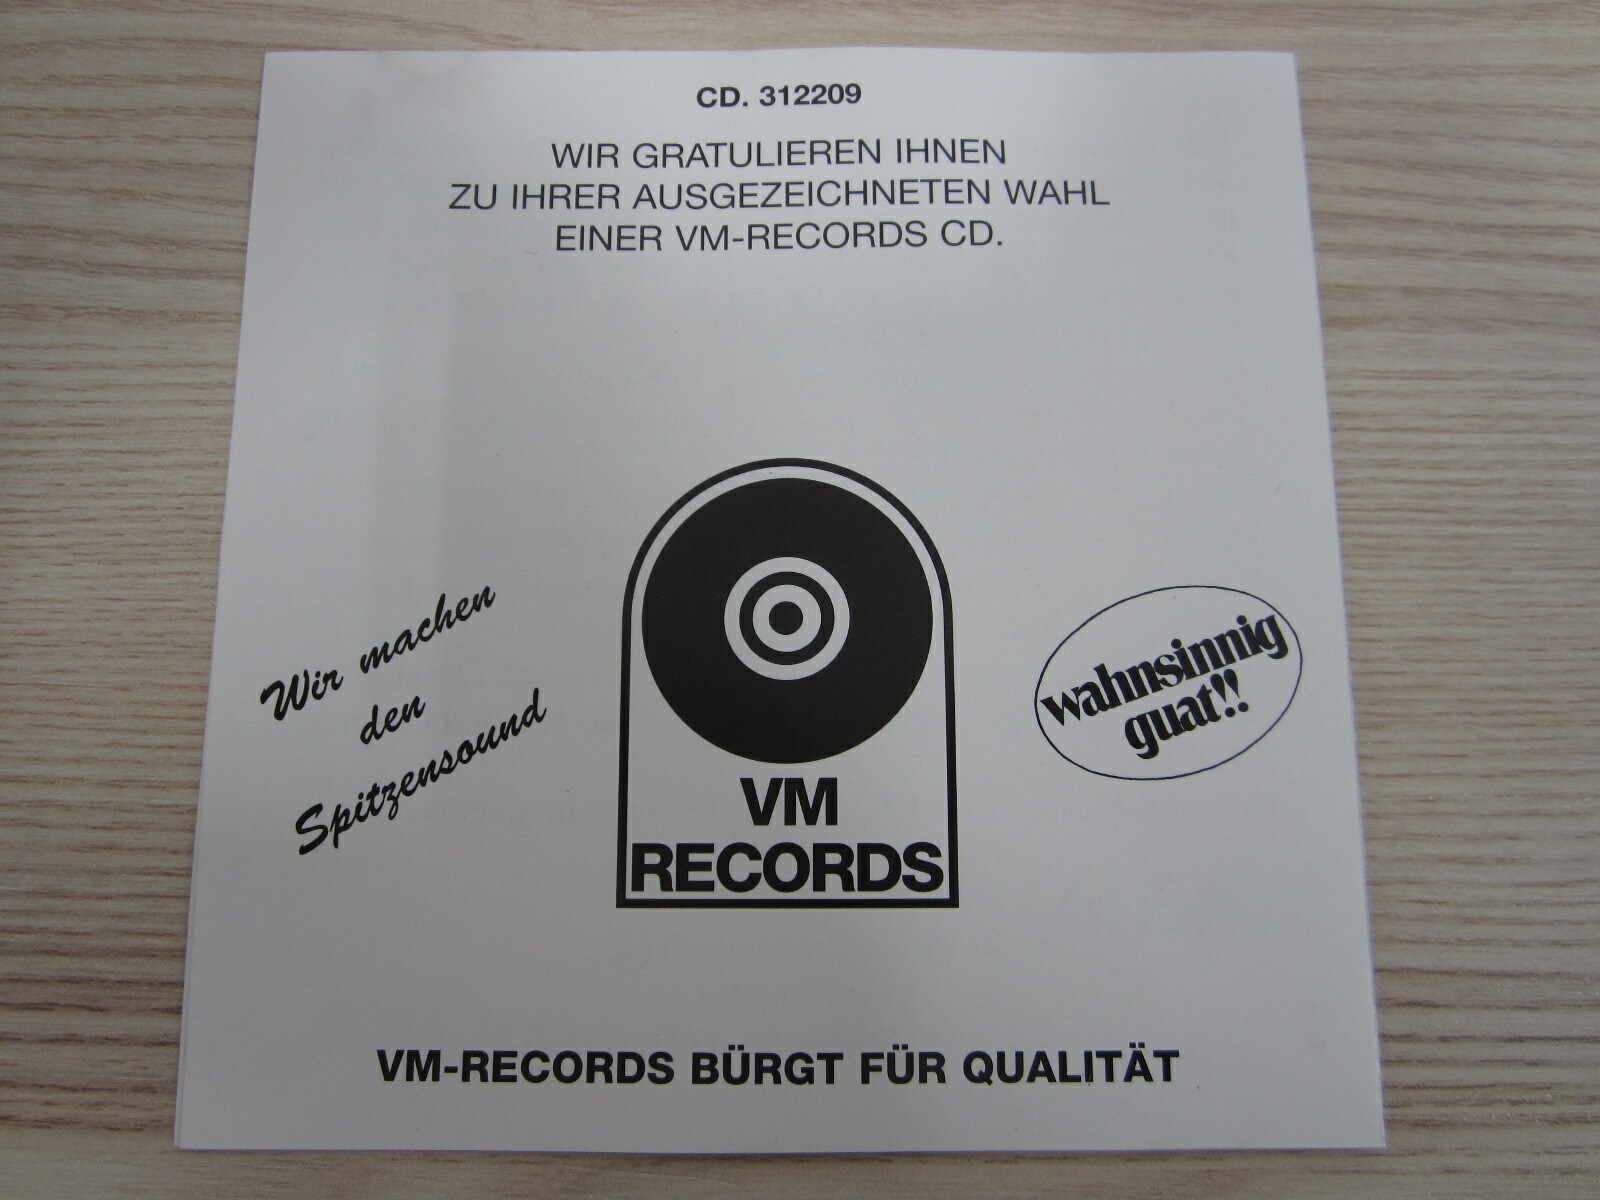 CD. 312209
WIR GRATULIEREN IHNEN
ZU IHRER AUSGEZEICHNETEN WAHL
EINER VM-RECORDS CD.
Wir machen
den
Spitzensound
VM
RECORDS
wahnsinnig
guat!!
VM-RECORDS BÜRGT FÜR QUALITÄT